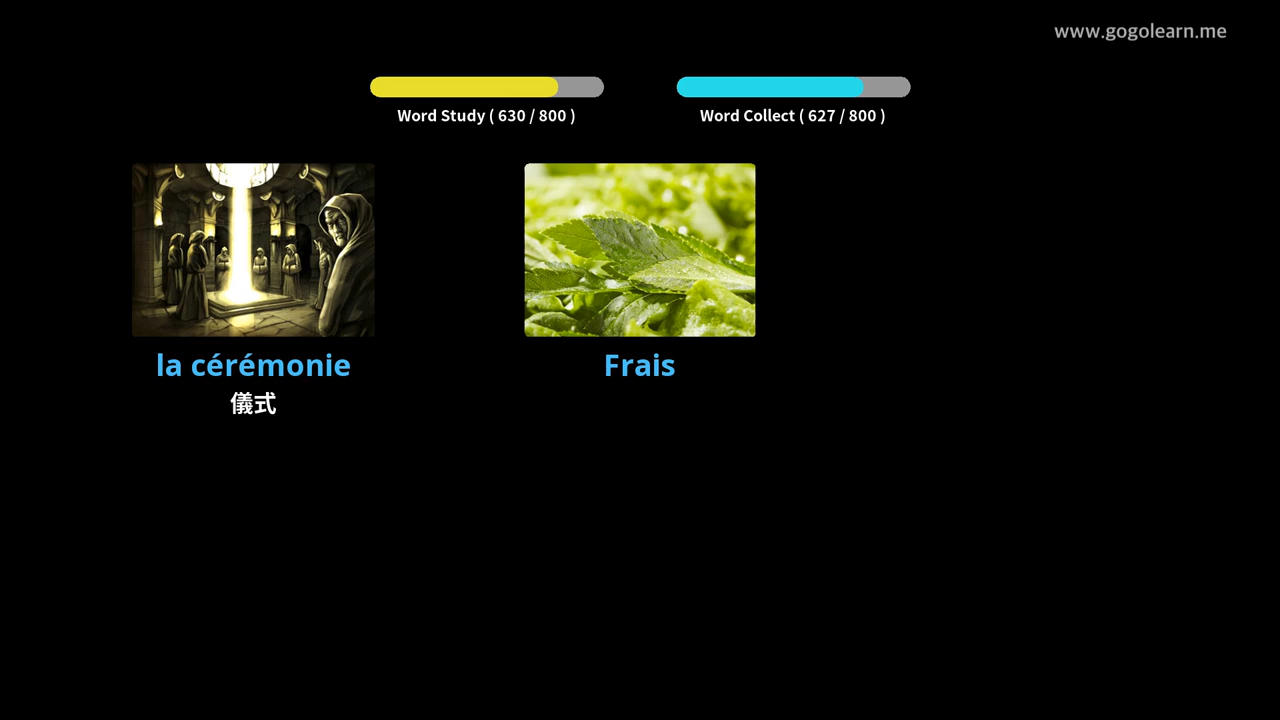 www.gogolearn.me
Word Study ( 630 / 800 )
Word Collect ( 627 / 800 )
la cérémonie
儀式
Frais